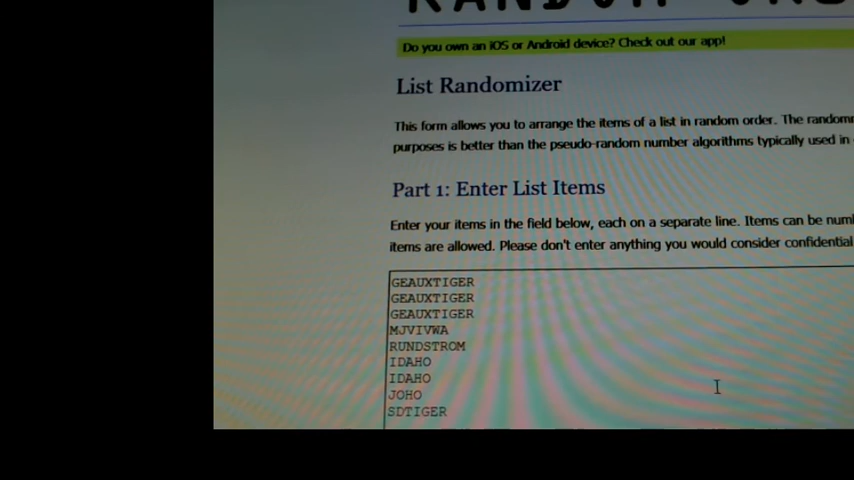 Do you own an iOS or Android device? Check out our app!
List Randomizer
This form allows you to arrange the items of a list in random order. The
purposes is better than the pseudo-random number algorithms typically used in
Part 1: Enter List Items
Enter your items in the field below, each on a separate line. Items can be
items are allowed. Please don't enter anything you would consider confidential
GEAUXTIGER
GEAUXTIGER
GEAUXTIGER
MJVIVWA
RUNDSTROM
IDAHO
IDAHO
JOHO
SDTIGER